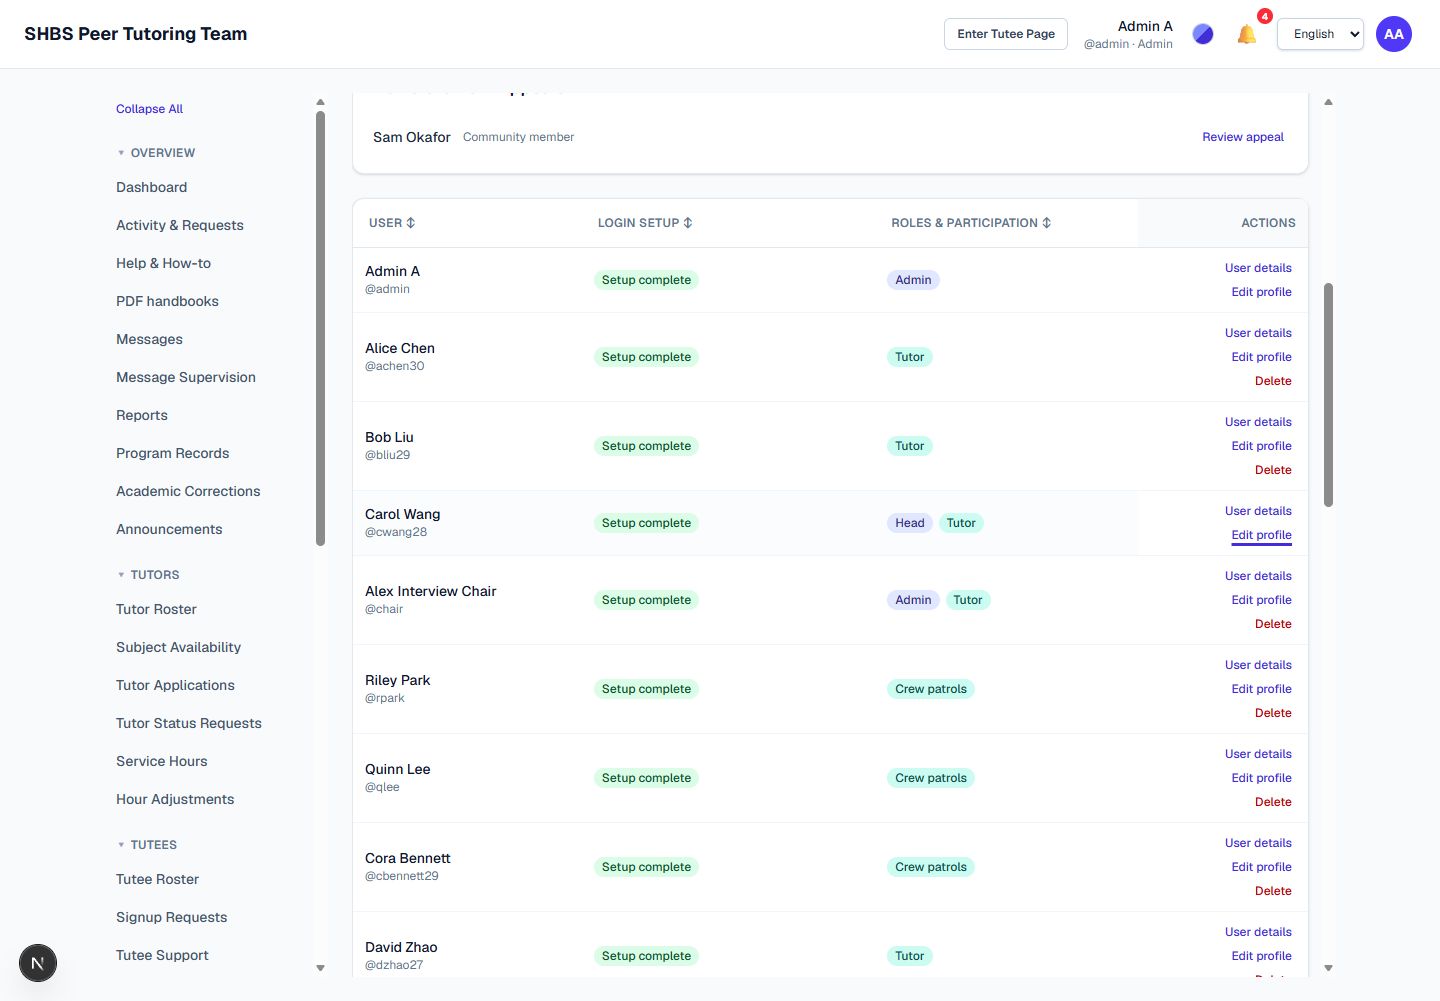 SHBS Peer Tutoring Team
Enter Tutee Page
Admin A
@admin · Admin
4
English
AA
Collapse All
OVERVIEW
Dashboard
Activity & Requests
Help & How-to
PDF handbooks
Messages
Message Supervision
Reports
Program Records
Academic Corrections
Announcements
TUTORS
Tutor Roster
Subject Availability
Tutor Applications
Tutor Status Requests
Service Hours
Hour Adjustments
TUTEES
Tutee Roster
Signup Requests
Tutee Support
N
Sam Okafor Community member Review appeal
USER LOGIN SETUP ROLES & PARTICIPATION ACTIONS
Admin A
@admin
Setup complete
Admin
User details
Edit profile
Alice Chen
@achen30
Setup complete
Tutor
User details
Edit profile
Delete
Bob Liu
@bliu29
Setup complete
Tutor
User details
Edit profile
Delete
Carol Wang
@cwang28
Setup complete
Head Tutor
User details
Edit profile
Alex Interview Chair
@chair
Setup complete
Admin Tutor
User details
Edit profile
Delete
Riley Park
@rpark
Setup complete
Crew patrols
User details
Edit profile
Delete
Quinn Lee
@qlee
Setup complete
Crew patrols
User details
Edit profile
Delete
Cora Bennett
@cbennett29
Setup complete
Crew patrols
User details
Edit profile
Delete
David Zhao
@dzhao27
Setup complete
Tutor
User details
Edit profile